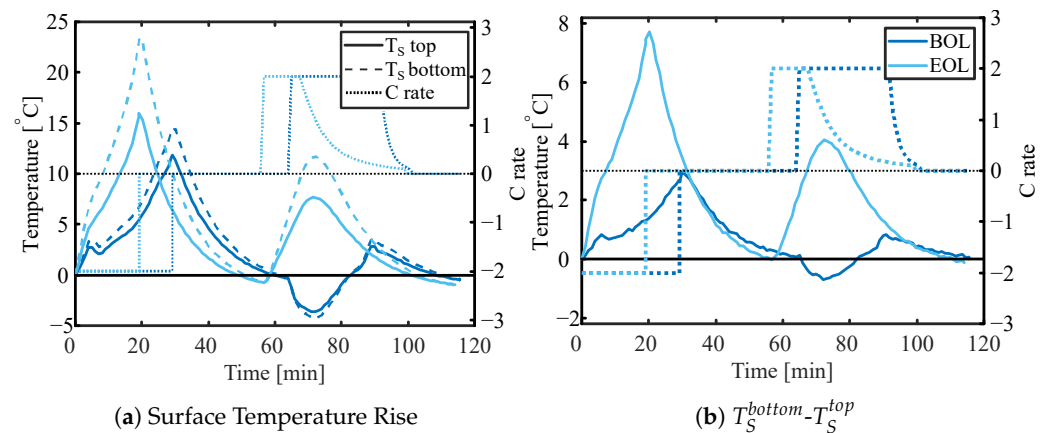 25
20
15
10
5
0
−5
Temperature [°C]
3
2
1
0
−1
−2
−3
C rate
T_S top
T_S bottom
C rate
0 20 40 60 80 100 120
Time [min]
(a) Surface Temperature Rise
8
6
4
2
0
−2
Temperature [°C]
3
2
1
0
−1
−2
−3
C rate
BOL
EOL
0 20 40 60 80 100 120
Time [min]
(b) T_S^{bottom}-T_S^{top}